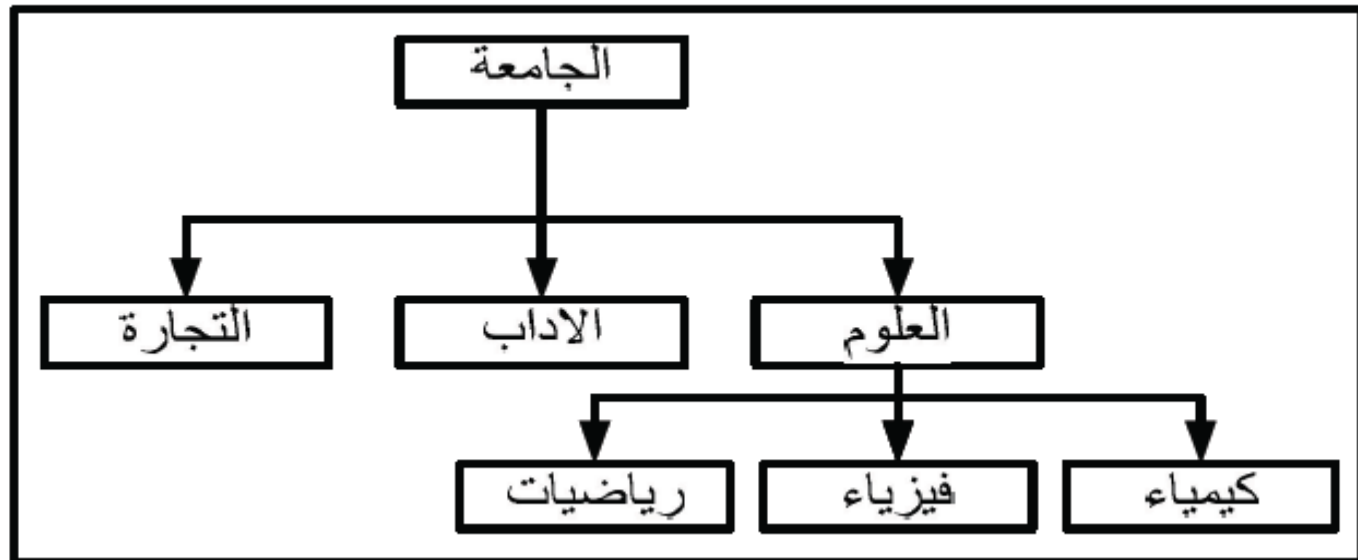 الجامعة
العلوم
الاداب
التجارة
كيمياء
فيزياء
رياضيات